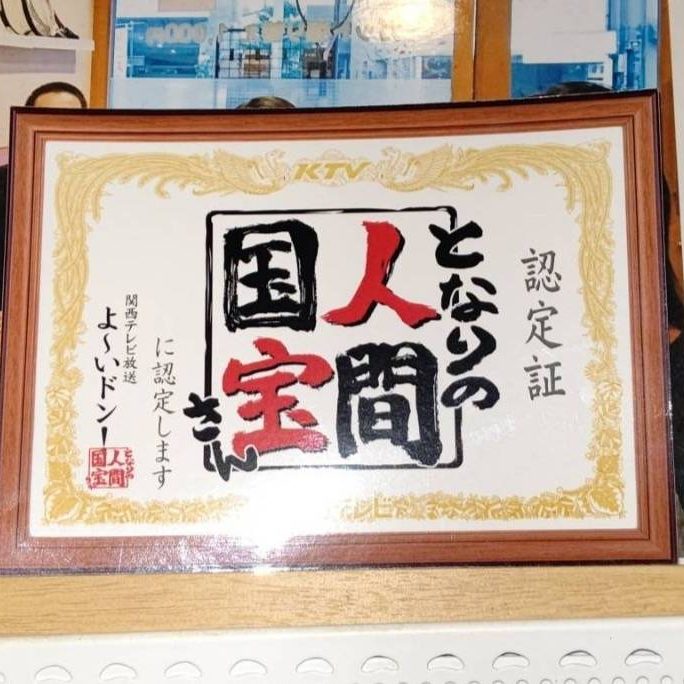 KTV
認定証
となりの
人間
国宝
さん
に認定します
関西テレビ放送
よ〜いドン！
となりの
人間
国宝
さん